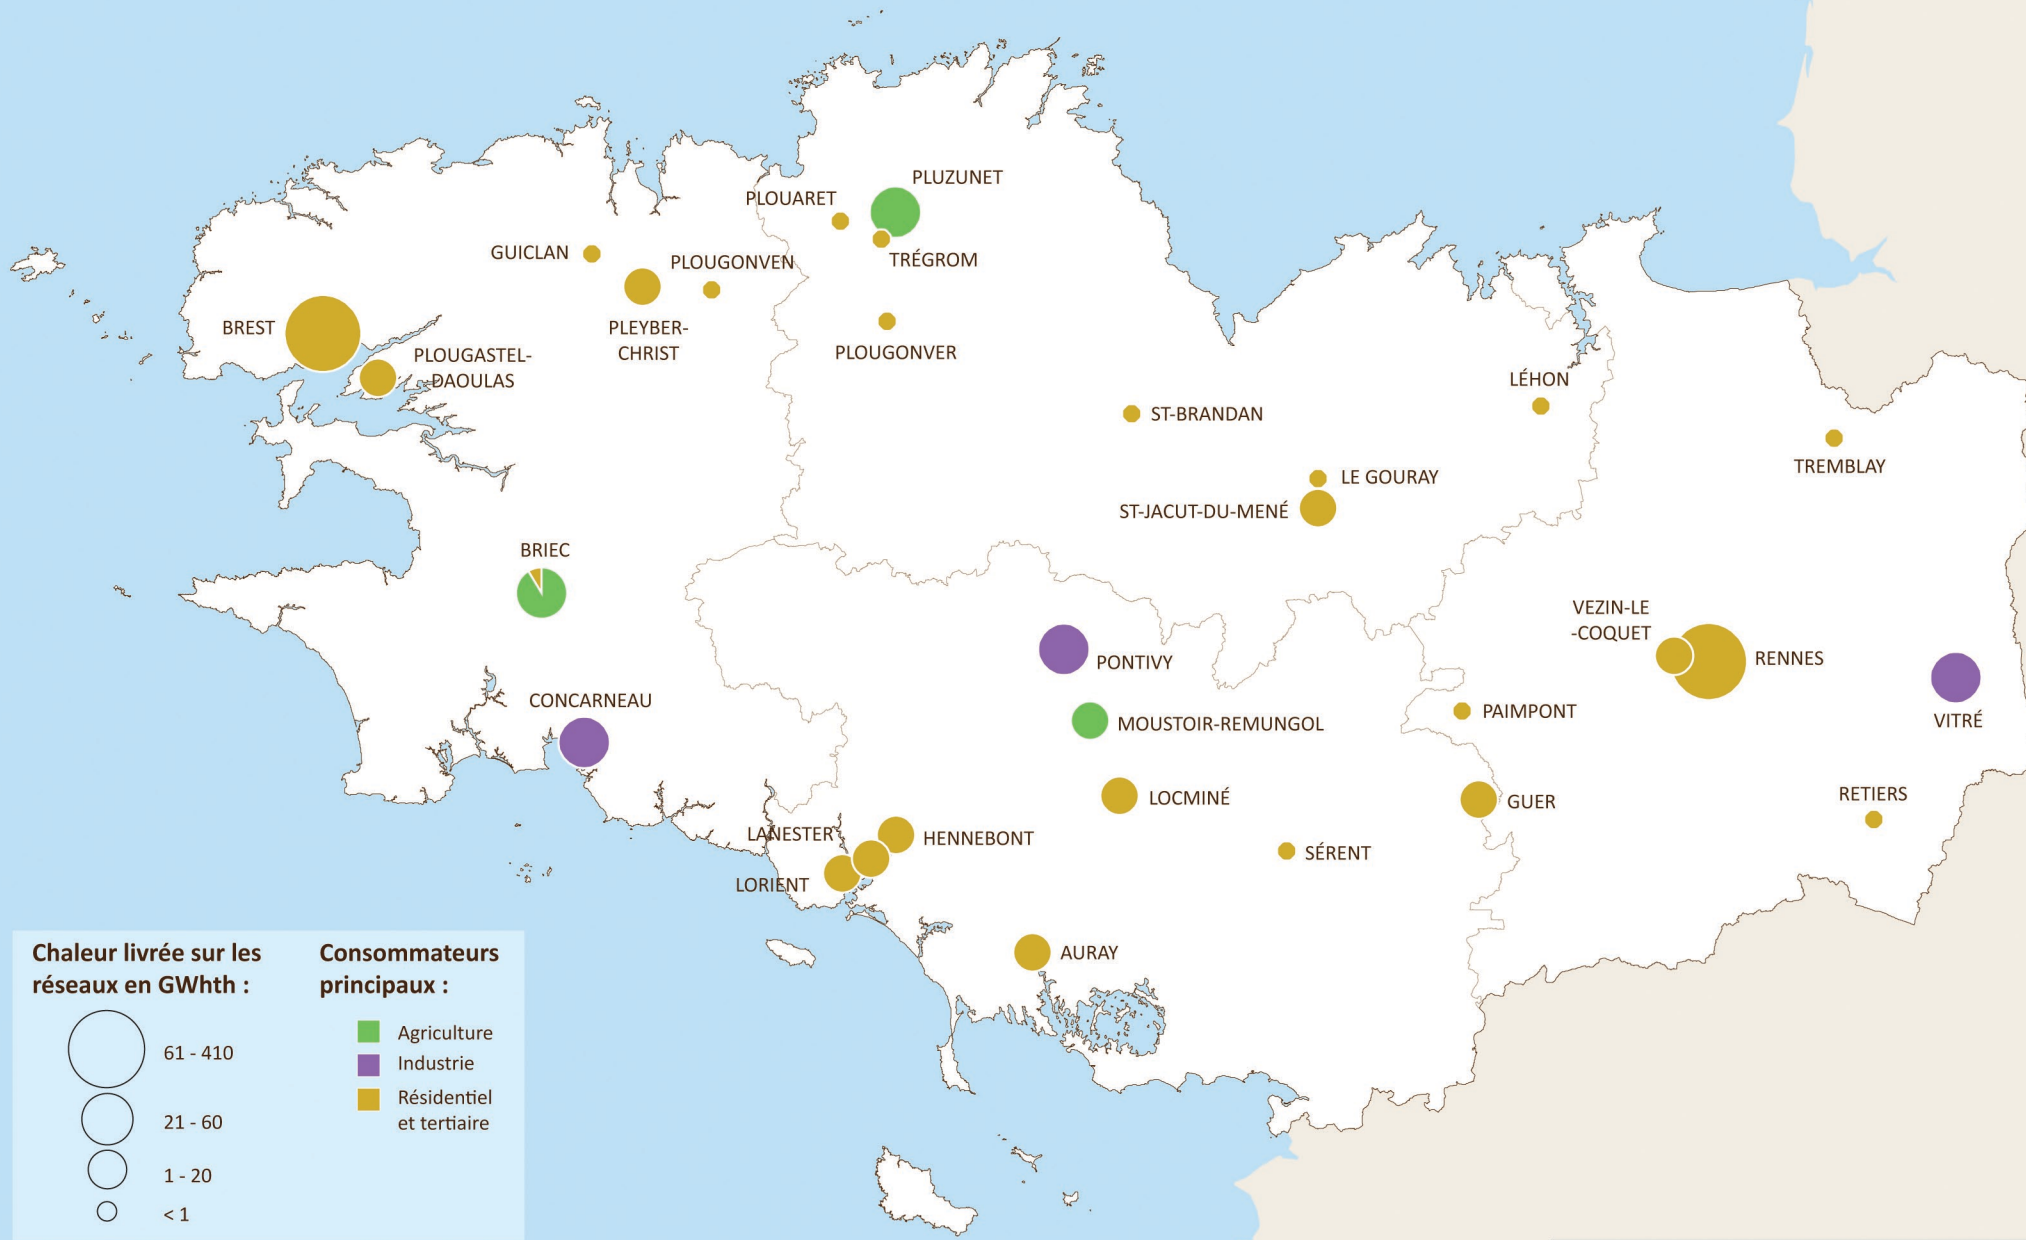 PLUZUNET
PLOUARET
GUICLAN
PLOUGONVEN
TRÉGROM
BREST
PLEYBER-
CHRIST
PLOUGONVER
PLOUGASTEL-
DAOULAS
LÉHON
ST-BRANDAN
TREMBLAY
LE GOURAY
ST-JACUT-DU-MENÉ
BRIEC
VEZIN-LE
-COQUET
RENNES
PONTIVY
CONCARNEAU
PAIMPONT
MOUSTOIR-REMUNGOL
VITRÉ
LOCMINÉ
GUER
RETIERS
LANESTER
HENNEBONT
SÉRENT
LORIENT
AURAY
Chaleur livrée sur les
réseaux en GWhth :
61 - 410
21 - 60
1 - 20
< 1
Consommateurs
principaux :
Agriculture
Industrie
Résidentiel
et tertiaire